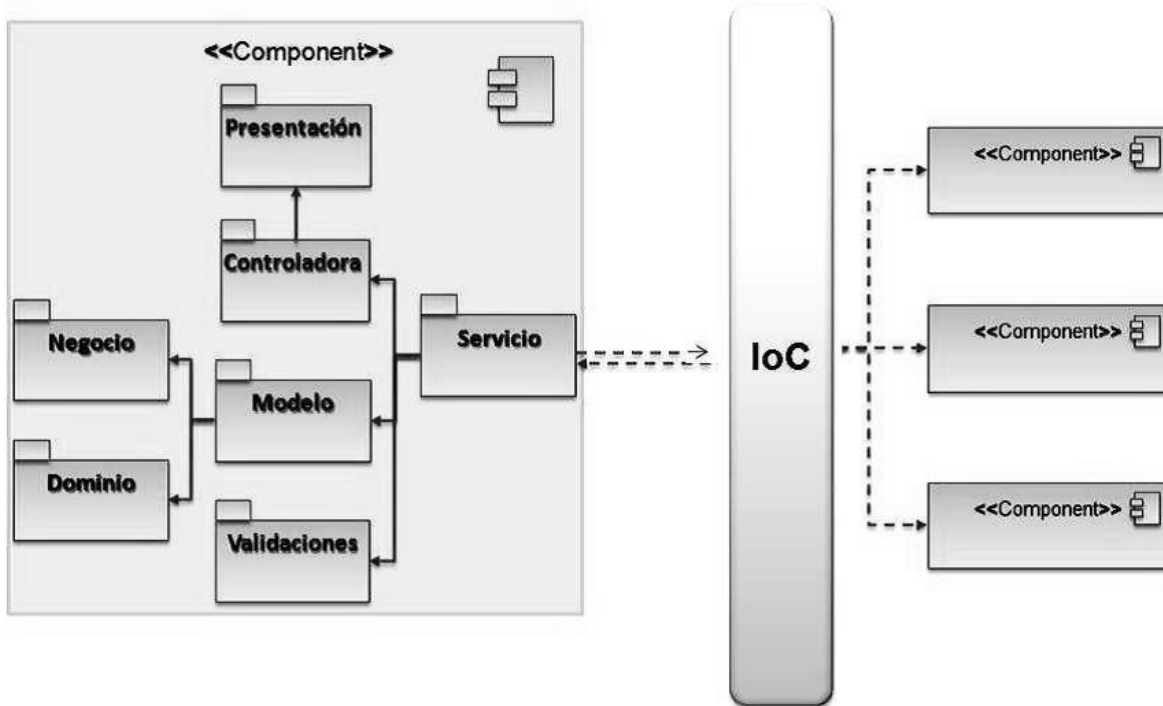 <<Component>>
Presentación
Controladora
Negocio
Servicio
Modelo
Dominio
Validaciones
IoC
<<Component>>
<<Component>>
<<Component>>